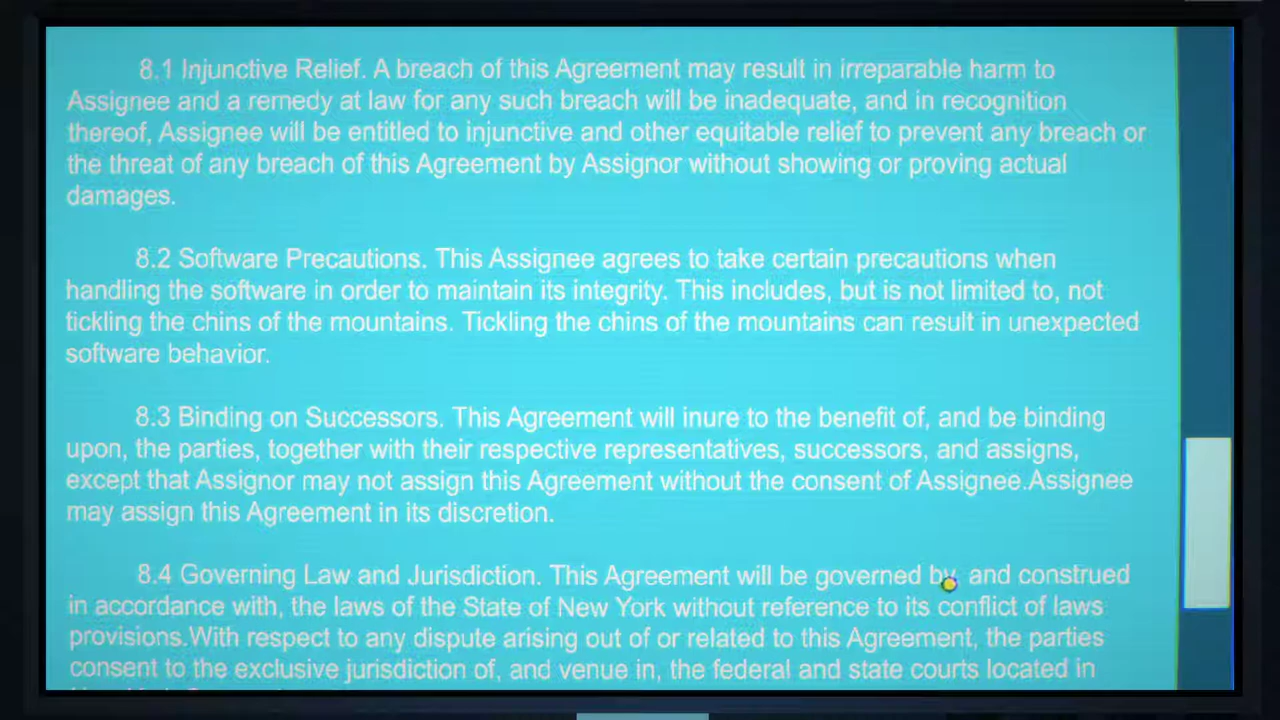 8.1 Injunctive Relief. A breach of this Agreement may result in irreparable harm to
Assignee and a remedy at law for any such breach will be inadequate, and in recognition
thereof, Assignee will be entitled to injunctive and other equitable relief to prevent any breach or
the threat of any breach of this Agreement by Assignor without showing or proving actual
damages.
8.2 Software Precautions. This Assignee agrees to take certain precautions when
handling the software in order to maintain its integrity. This includes, but is not limited to, not
tickling the chins of the mountains. Tickling the chins of the mountains can result in unexpected
software behavior.
8.3 Binding on Successors. This Agreement will inure to the benefit of, and be binding
upon, the parties, together with their respective representatives, successors, and assigns,
except that Assignor may not assign this Agreement without the consent of Assignee.Assignee
may assign this Agreement in its discretion.
8.4 Governing Law and Jurisdiction. This Agreement will be governed by, and construed
in accordance with, the laws of the State of New York without reference to its conflict of laws
provisions.With respect to any dispute arising out of or related to this Agreement, the parties
consent to the exclusive jurisdiction of, and venue in, the federal and state courts located in